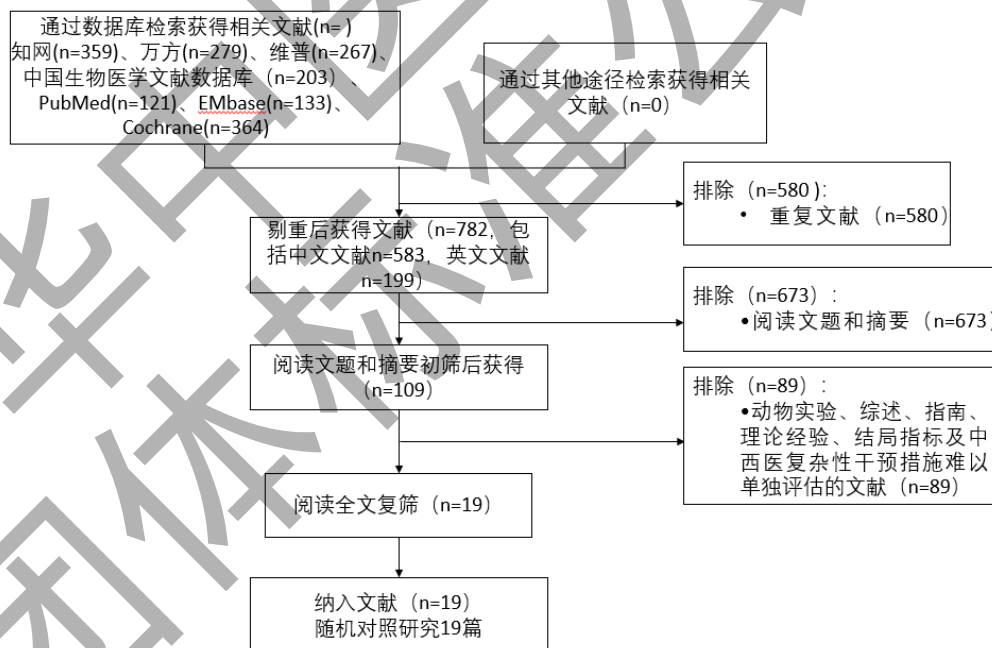 通过数据库检索获得相关文献(n= )
知网(n=359)、万方(n=279)、维普(n=267)、
中国生物医学文献数据库（n=203）、
PubMed(n=121)、EMbase(n=133)、
Cochrane(n=364)
通过其他途径检索获得相关
文献（n=0）
排除（n=580 )：
• 重复文献（n=580）
剔重后获得文献（n=782，包
括中文文献n=583，英文文献
n=199）
排除（n=673）：
•阅读文题和摘要（n=673）
阅读文题和摘要初筛后获得
（n=109）
排除（n=89）：
•动物实验、综述、指南、
理论经验、结局指标及中
西医复杂性干预措施难以
单独评估的文献（n=89）
阅读全文复筛（n=19）
纳入文献（n=19）
随机对照研究19篇
华中医
团体标准公